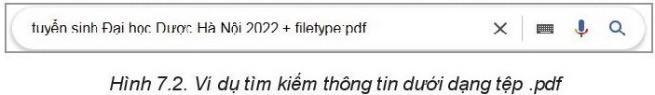 tuyển sinh Đại học Dược Hà Nội 2022 + filetype:pdf
Hình 7.2. Ví dụ tìm kiếm thông tin dưới dạng tệp .pdf